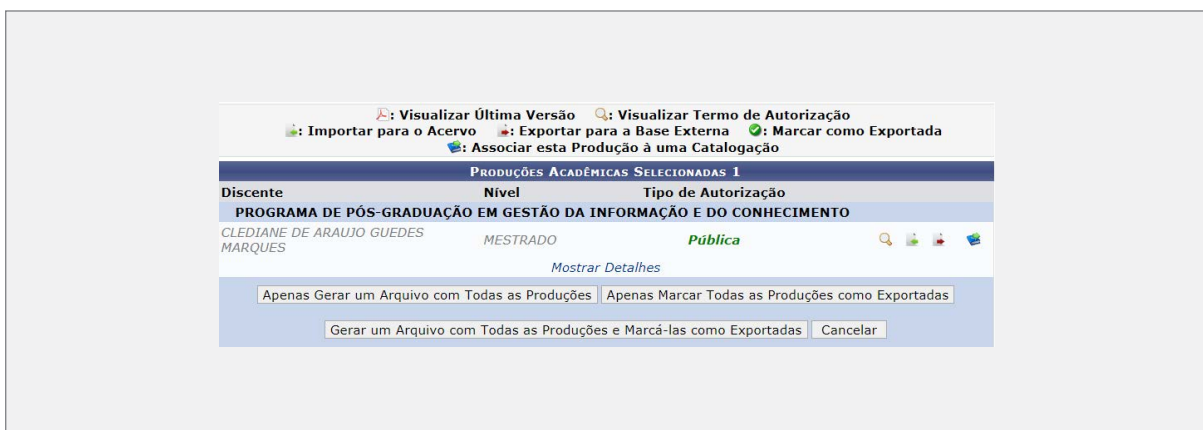 : Visualizar Última Versão : Visualizar Termo de Autorização
: Importar para o Acervo : Exportar para a Base Externa : Marcar como Exportada
: Associar esta Produção à uma Catalogação
Produções Acadêmicas Selecionadas 1
Discente Nível Tipo de Autorização
PROGRAMA DE PÓS-GRADUAÇÃO EM GESTÃO DA INFORMAÇÃO E DO CONHECIMENTO
CLEDIANE DE ARAUJO GUEDES
MARQUES MESTRADO Pública
Mostrar Detalhes
Apenas Gerar um Arquivo com Todas as Produções Apenas Marcar Todas as Produções como Exportadas
Gerar um Arquivo com Todas as Produções e Marcá-las como Exportadas Cancelar